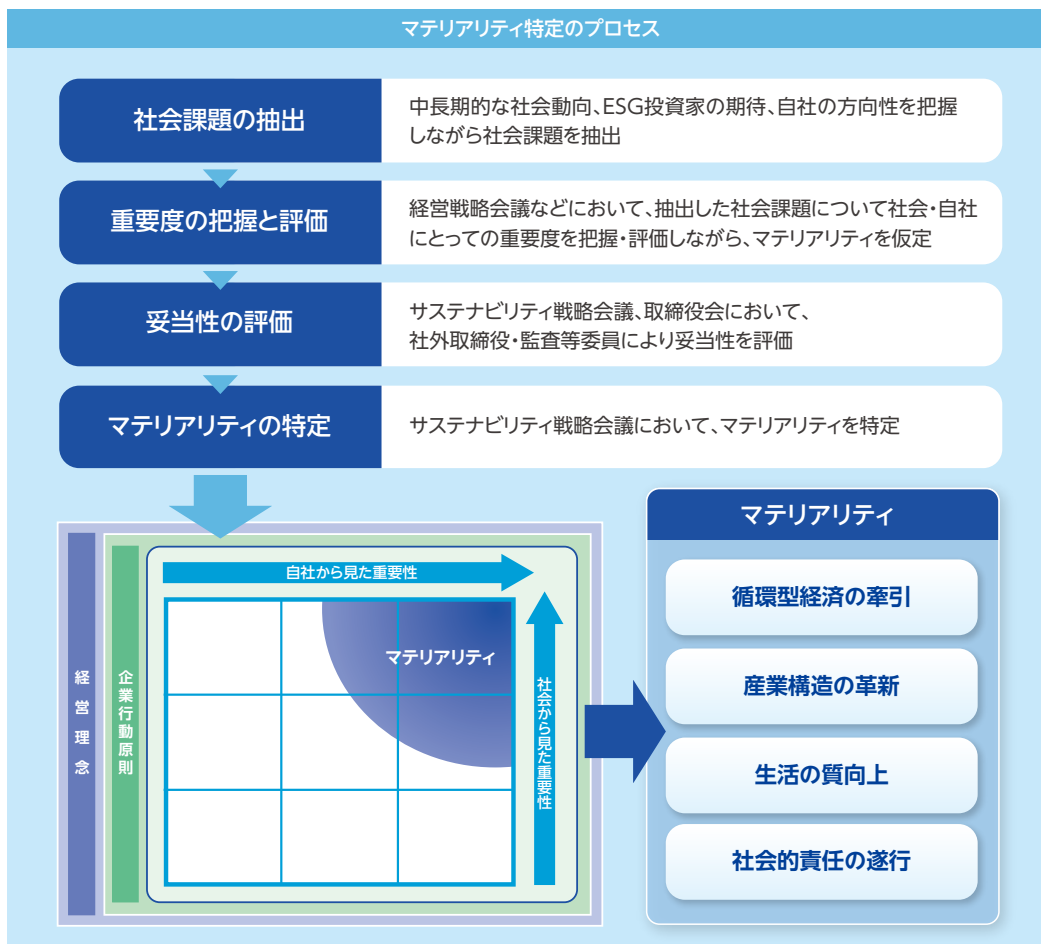 マテリアリティ特定のプロセス
社会課題の抽出
中長期的な社会動向、ESG投資家の期待、自社の方向性を把握
しながら社会課題を抽出
重要度の把握と評価
経営戦略会議などにおいて、抽出した社会課題について社会・自社
にとっての重要度を把握・評価しながら、マテリアリティを仮定
妥当性の評価
サステナビリティ戦略会議、取締役会において、
社外取締役・監査等委員により妥当性を評価
マテリアリティの特定
サステナビリティ戦略会議において、マテリアリティを特定
経営理念
企業行動原則
自社から見た重要性
マテリアリティ
社会から見た重要性
マテリアリティ
循環型経済の牽引
産業構造の革新
生活の質向上
社会的責任の遂行